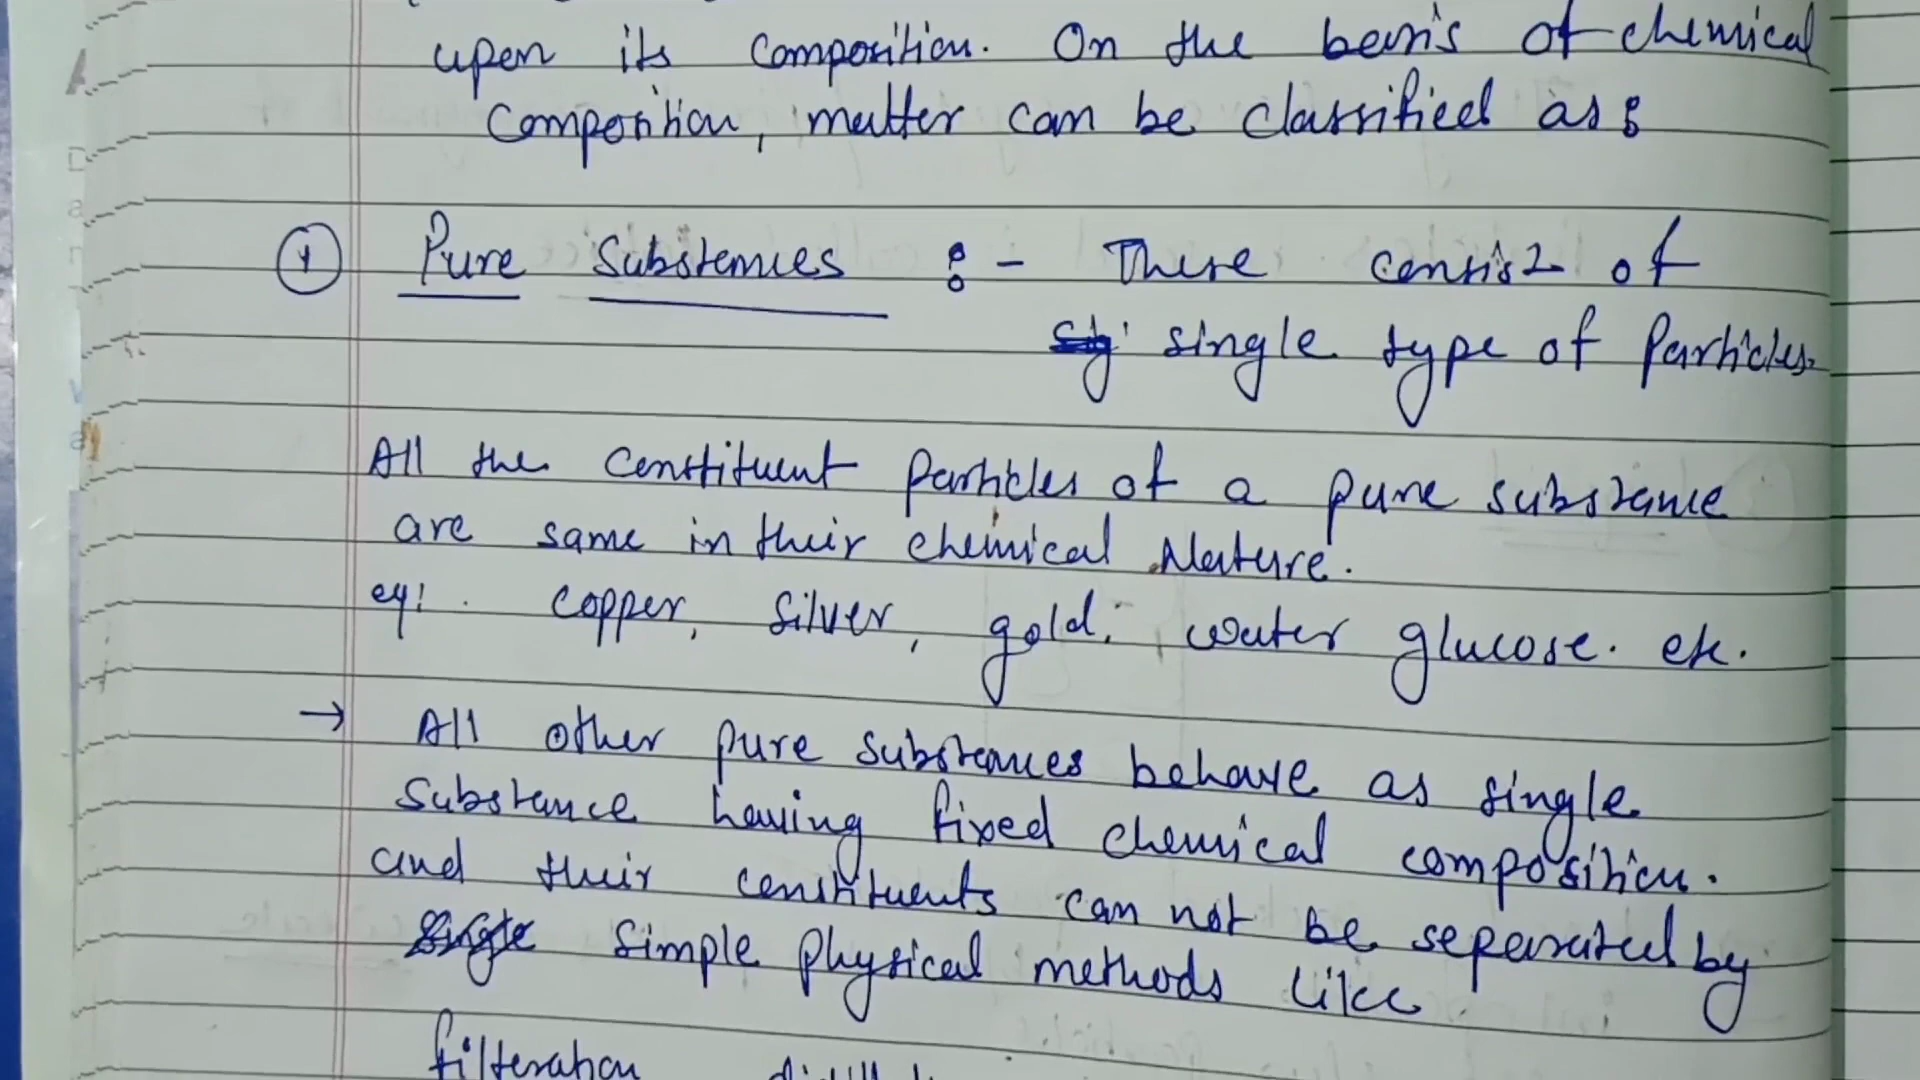 upon its composition. On the basis of chemical
composition, matter can be classified as :
① Pure Substances :- These consist of
single type of Particles.
All the constituent particles of a pure substance
are same in their chemical Nature.
eg: copper, silver, gold, water glucose. etc.
→ All other pure substances behave as single
substance having fixed chemical composition.
and their constituents can not be separated by
simple physical methods like
filteration